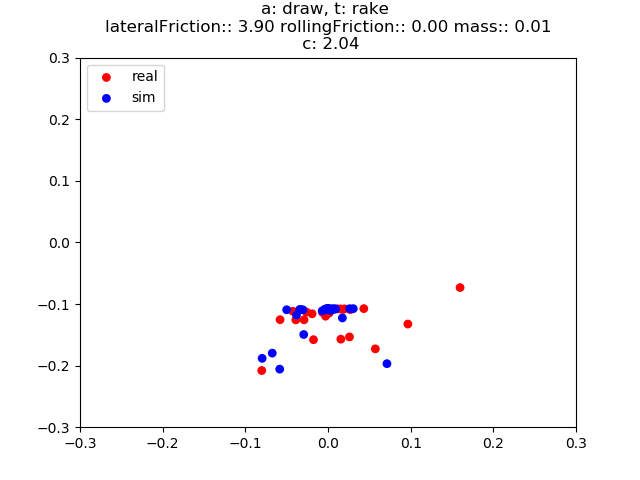 a: draw, t: rake
lateralFriction:: 3.90 rollingFriction:: 0.00 mass:: 0.01
c: 2.04
real
sim
0.3
0.2
0.1
0.0
−0.1
−0.2
−0.3
−0.3
−0.2
−0.1
0.0
0.1
0.2
0.3